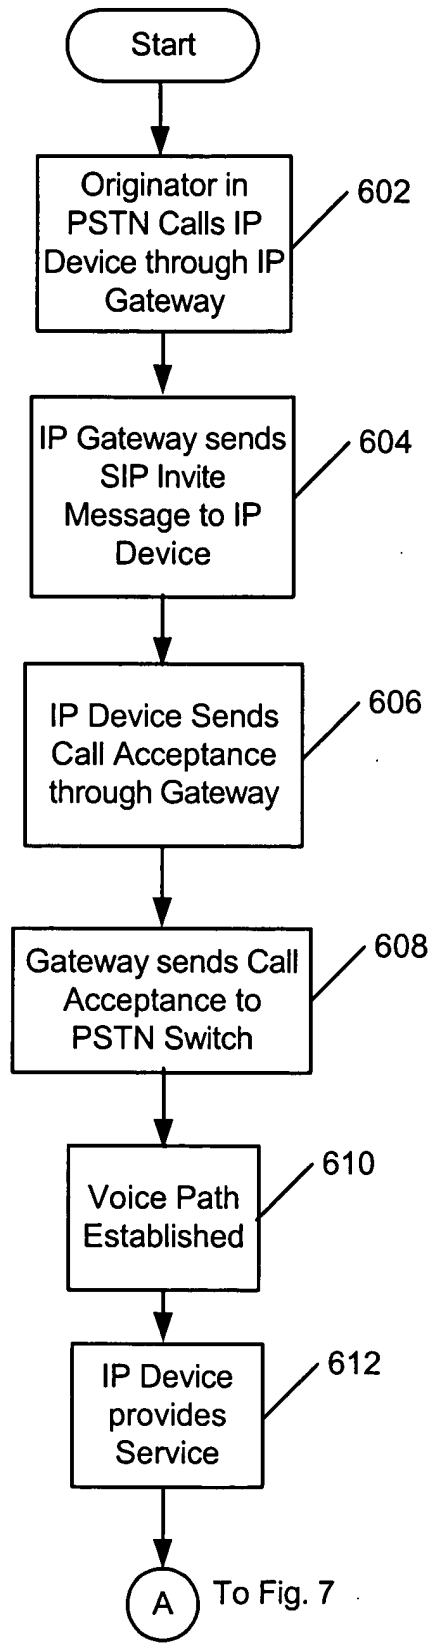 Start
Originator in
PSTN Calls IP
Device through IP
Gateway
602
IP Gateway sends
SIP Invite
Message to IP
Device
604
IP Device Sends
Call Acceptance
through Gateway
606
Gateway sends Call
Acceptance to
PSTN Switch
608
Voice Path
Established
610
IP Device
provides
Service
612
A
To Fig. 7